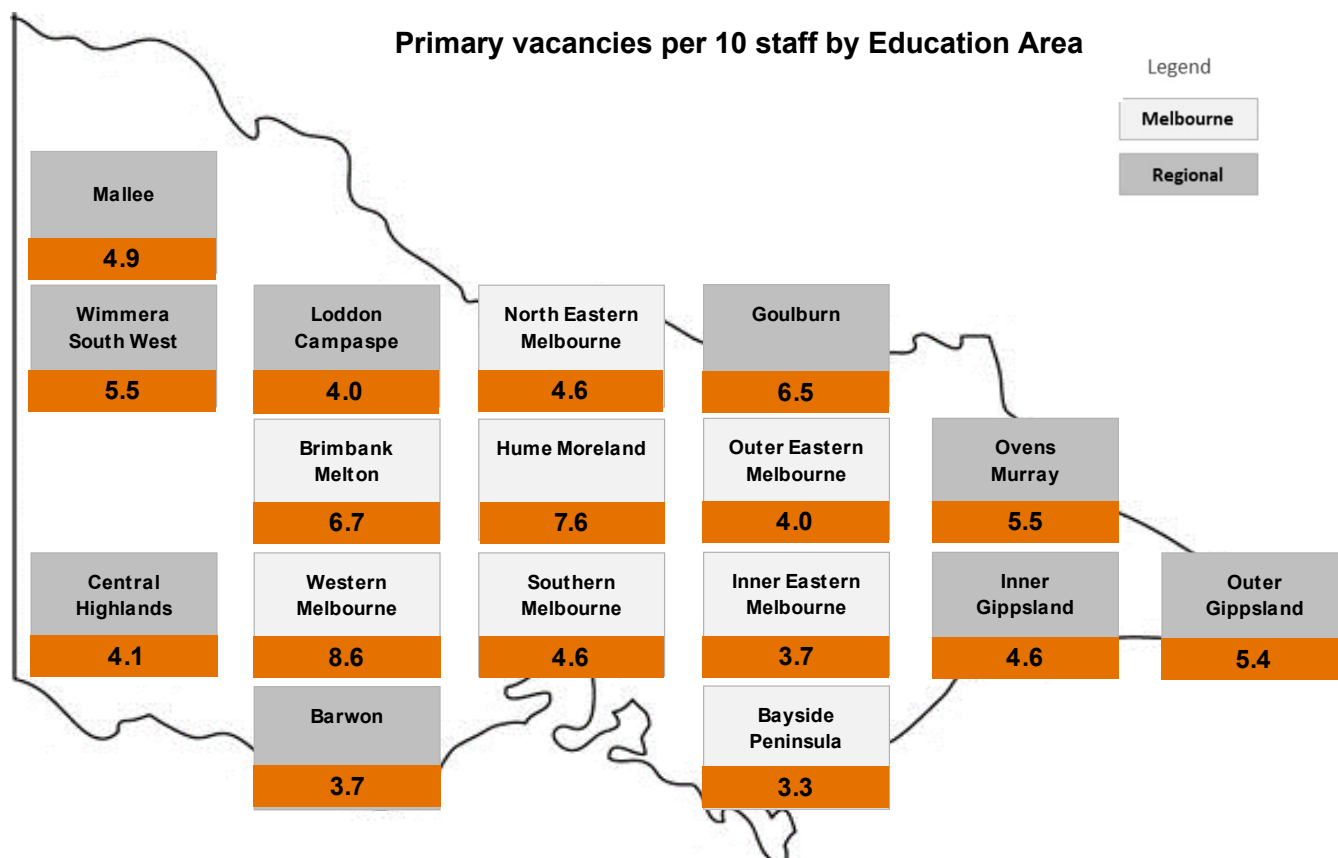 Primary vacancies per 10 staff by Education Area
Legend
Melbourne
Regional
Mallee
4.9
Wimmera
South West
5.5
Loddon
Campaspe
4.0
North Eastern
Melbourne
4.6
Goulburn
6.5
Brimbank
Melton
6.7
Hume Moreland
7.6
Outer Eastern
Melbourne
4.0
Ovens
Murray
5.5
Central
Highlands
4.1
Western
Melbourne
8.6
Southern
Melbourne
4.6
Inner Eastern
Melbourne
3.7
Inner
Gippsland
4.6
Outer
Gippsland
5.4
Barwon
3.7
Bayside
Peninsula
3.3